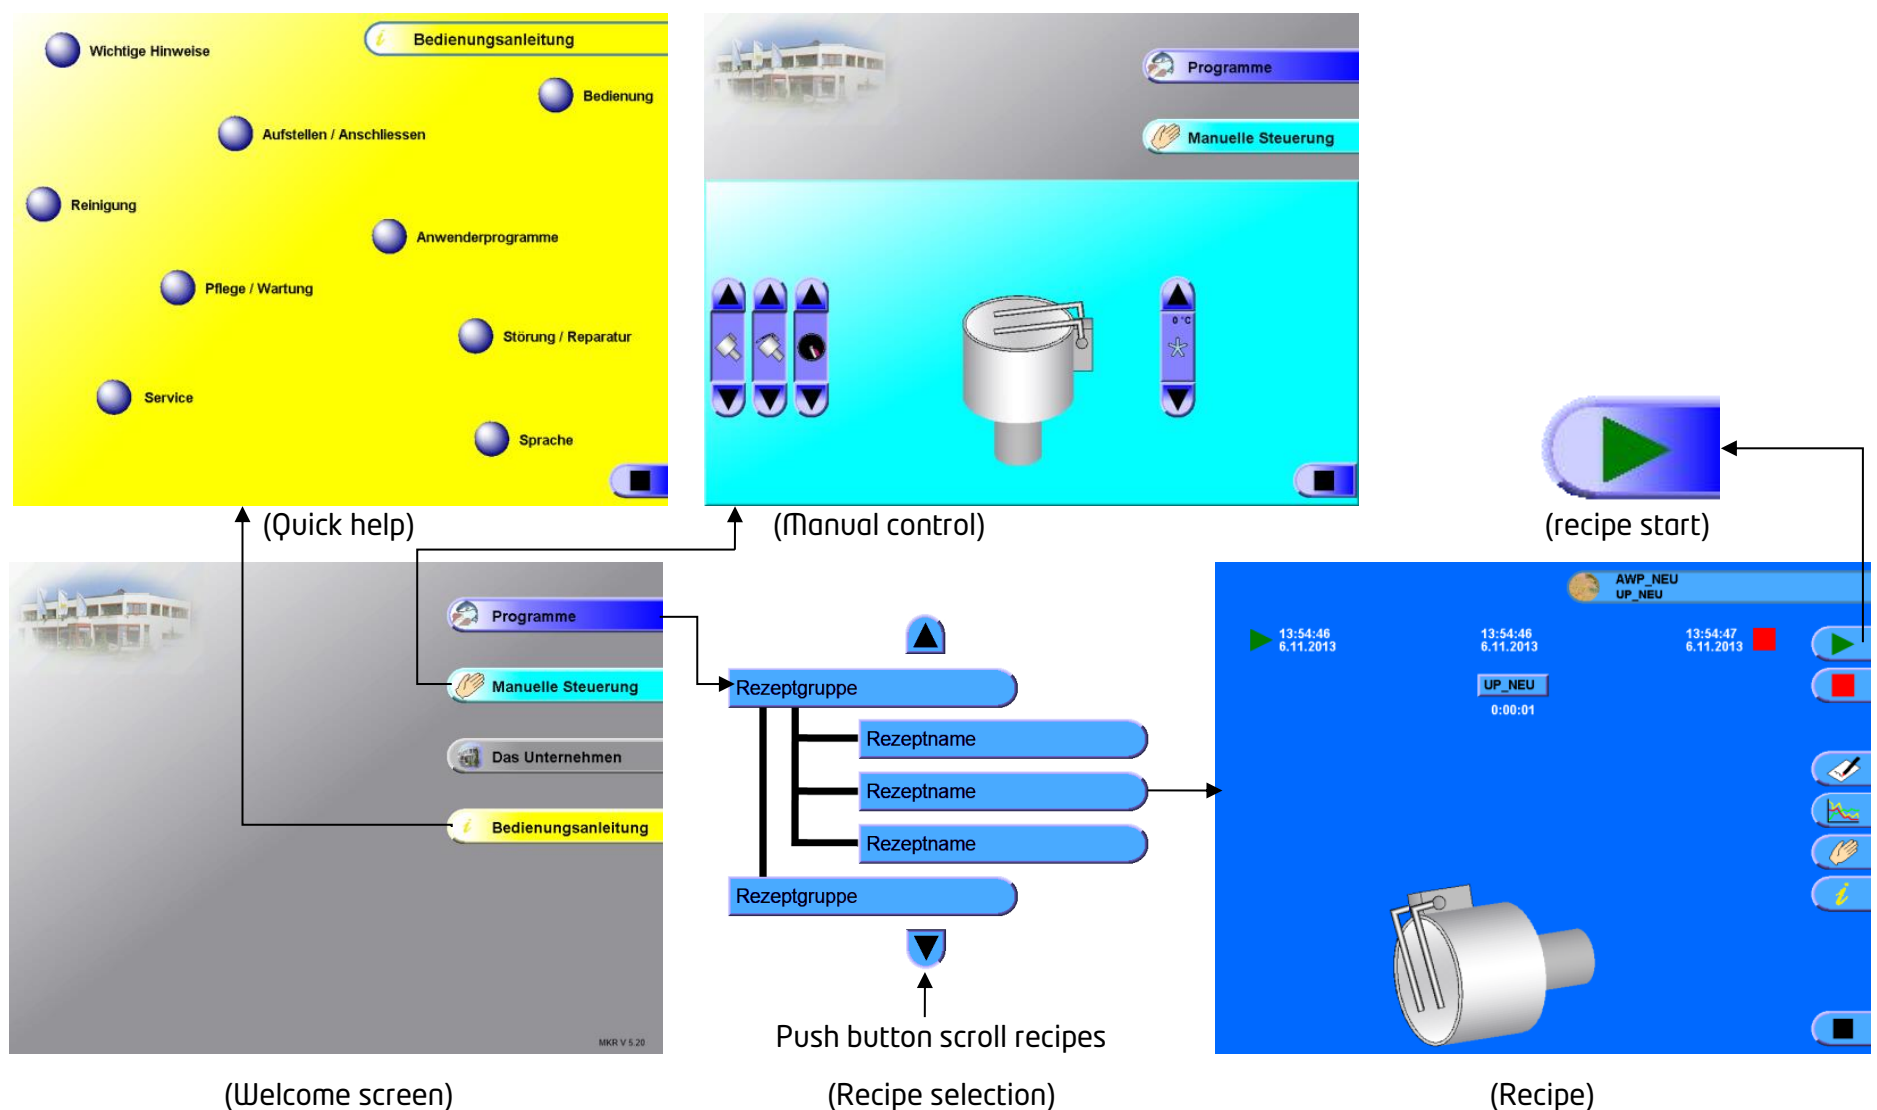 Bedienungsanleitung
Wichtige Hinweise
Bedienung
Aufstellen / Anschliessen
Reinigung
Anwenderprogramme
Pflege / Wartung
Störung / Reparatur
Service
Sprache
(Quick help)
Programme
Manuelle Steuerung
0 °C
(Manual control)
(recipe start)
Programme
Manuelle Steuerung
Das Unternehmen
Bedienungsanleitung
MKR V 5.20
(Welcome screen)
Rezeptgruppe
Rezeptname
Rezeptname
Rezeptname
Rezeptgruppe
Push button scroll recipes
(Recipe selection)
AWP_NEU
UP_NEU
13:54:46
6.11.2013
13:54:46
6.11.2013
13:54:47
6.11.2013
UP_NEU
0:00:01
(Recipe)